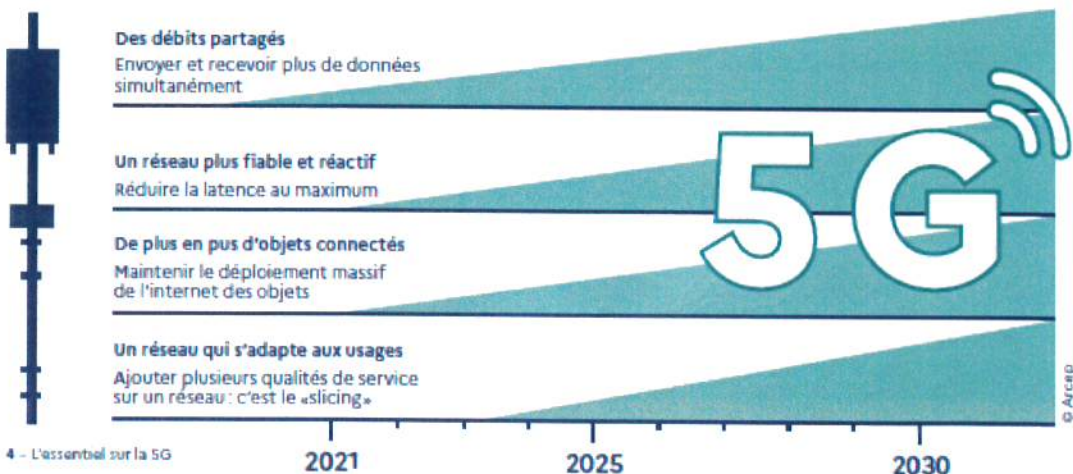 Des débits partagés
Envoyer et recevoir plus de données
simultanément
Un réseau plus fiable et réactif
Réduire la latence au maximum
De plus en pus d'objets connectés
Maintenir le déploiement massif
de l'internet des objets
Un réseau qui s'adapte aux usages
Ajouter plusieurs qualités de service
sur un réseau : c'est le «slicing»
5G
© Arcep
2021
2025
2030
4 – L'essentiel sur la 5G